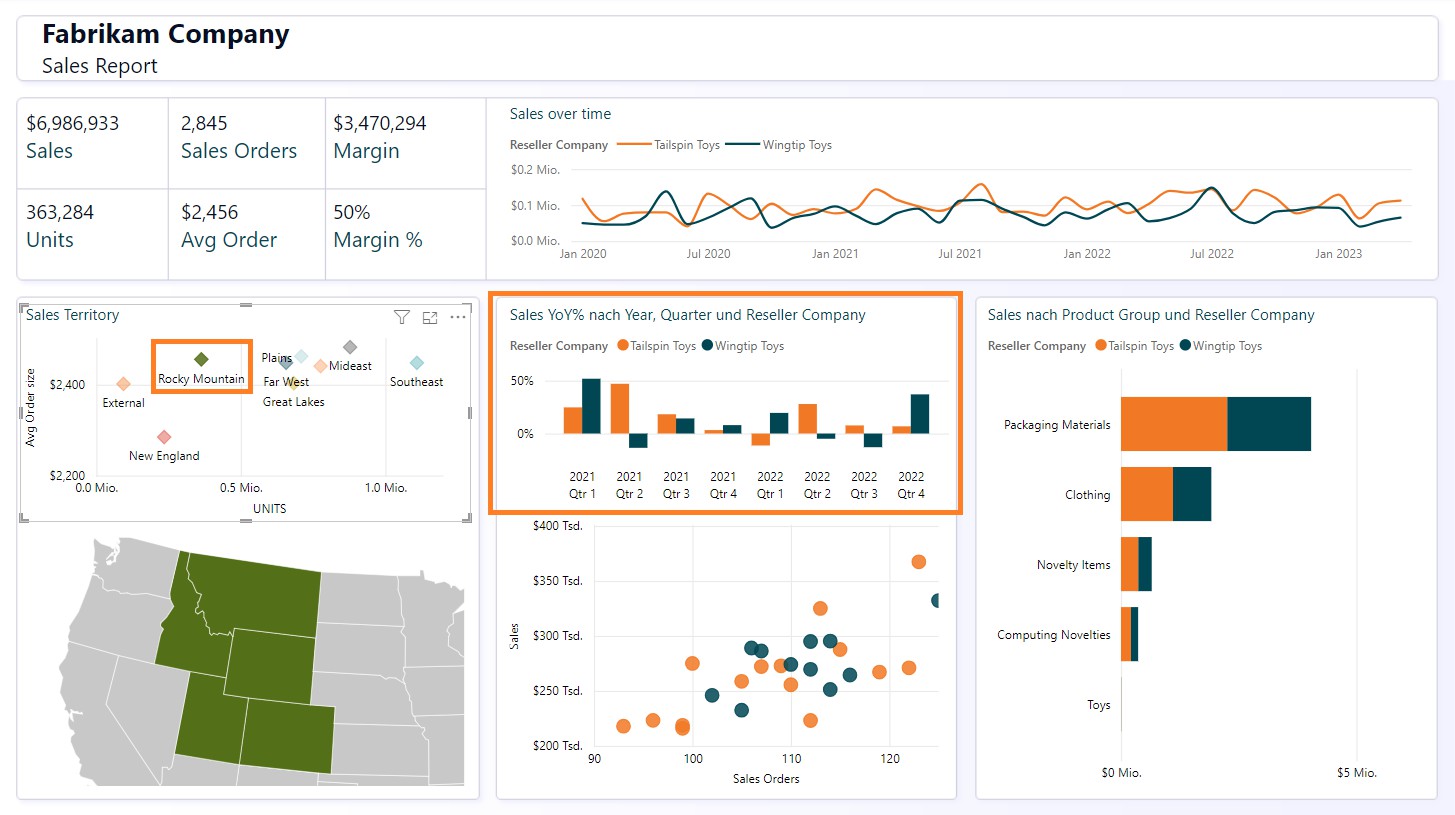 Fabrikam Company
Sales Report
$6,986,933
Sales
2,845
Sales Orders
$3,470,294
Margin
363,284
Units
$2,456
Avg Order
50%
Margin %
Sales over time
Reseller Company Tailspin Toys Wingtip Toys
$0.2 Mio.
$0.1 Mio.
$0.0 Mio.
Jan 2020 Jul 2020 Jan 2021 Jul 2021 Jan 2022 Jul 2022 Jan 2023
Sales Territory
Avg Order size
$2,400
$2,200
Rocky Mountain
Plains
Mideast
External
Far West
Southeast
Great Lakes
New England
0.0 Mio. 0.5 Mio. 1.0 Mio.
UNITS
Sales YoY% nach Year, Quarter und Reseller Company
Reseller Company Tailspin Toys Wingtip Toys
50%
0%
2021 2021 2021 2021 2022 2022 2022 2022
Qtr 1 Qtr 2 Qtr 3 Qtr 4 Qtr 1 Qtr 2 Qtr 3 Qtr 4
$400 Tsd.
$350 Tsd.
$300 Tsd.
$250 Tsd.
$200 Tsd.
Sales
90 100 110 120
Sales Orders
Sales nach Product Group und Reseller Company
Reseller Company Tailspin Toys Wingtip Toys
Packaging Materials
Clothing
Novelty Items
Computing Novelties
Toys
$0 Mio. $5 Mio.